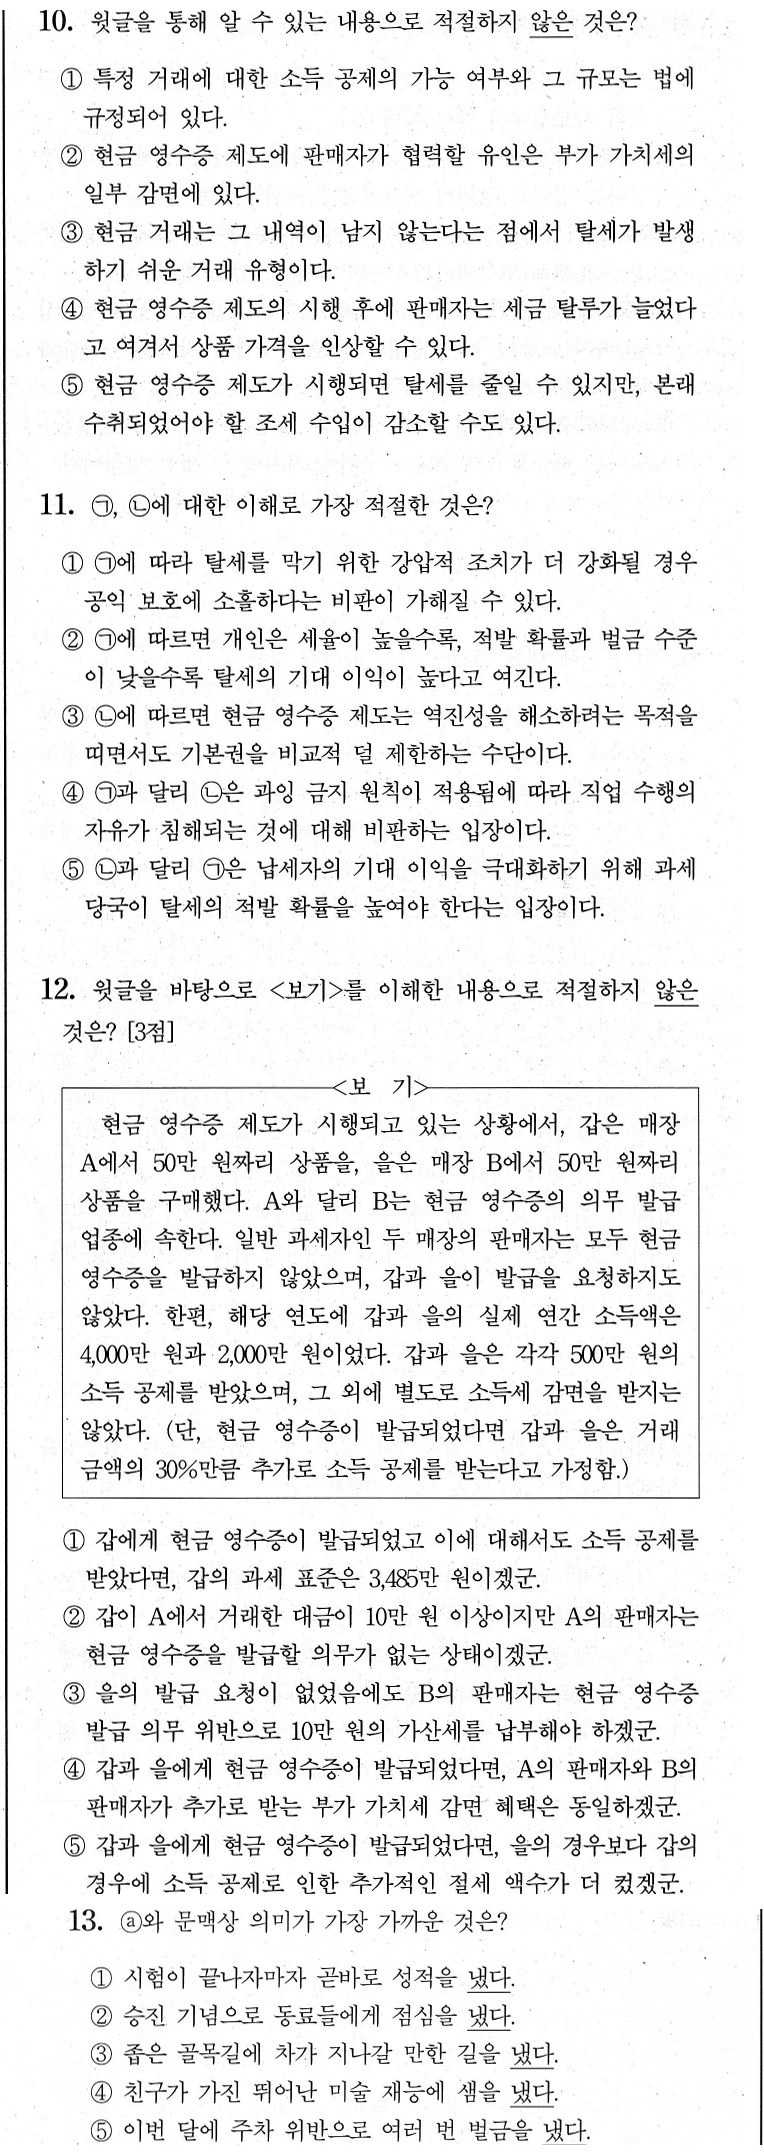 10. 윗글을 통해 알 수 있는 내용으로 적절하지 않은 것은?
① 특정 거래에 대한 소득 공제의 가능 여부와 그 규모는 법에
규정되어 있다.
② 현금 영수증 제도에 판매자가 협력할 유인은 부가 가치세의
일부 감면에 있다.
③ 현금 거래는 그 내역이 남지 않는다는 점에서 탈세가 발생
하기 쉬운 거래 유형이다.
④ 현금 영수증 제도의 시행 후에 판매자는 세금 탈루가 늘었다
고 여겨서 상품 가격을 인상할 수 있다.
⑤ 현금 영수증 제도가 시행되면 탈세를 줄일 수 있지만, 본래
수취되었어야 할 조세 수입이 감소할 수도 있다.
11. ㉠, ㉡에 대한 이해로 가장 적절한 것은?
① ㉠에 따라 탈세를 막기 위한 강압적 조치가 더 강화될 경우
공익 보호에 소홀하다는 비판이 가해질 수 있다.
② ㉠에 따르면 개인은 세율이 높을수록, 적발 확률과 벌금 수준
이 낮을수록 탈세의 기대 이익이 높다고 여긴다.
③ ㉡에 따르면 현금 영수증 제도는 역진성을 해소하려는 목적을
띠면서도 기본권을 비교적 덜 제한하는 수단이다.
④ ㉠과 달리 ㉡은 과잉 금지 원칙이 적용됨에 따라 직업 수행의
자유가 침해되는 것에 대해 비판하는 입장이다.
⑤ ㉡과 달리 ㉠은 납세자의 기대 이익을 극대화하기 위해 과세
당국이 탈세의 적발 확률을 높여야 한다는 입장이다.
12. 윗글을 바탕으로 <보기>를 이해한 내용으로 적절하지 않은
것은? [3점]
<보 기>
현금 영수증 제도가 시행되고 있는 상황에서, 갑은 매장
A에서 50만 원짜리 상품을, 을은 매장 B에서 50만 원짜리
상품을 구매했다. A와 달리 B는 현금 영수증의 의무 발급
업종에 속한다. 일반 과세자인 두 매장의 판매자는 모두 현금
영수증을 발급하지 않았으며, 갑과 을이 발급을 요청하지도
않았다. 한편, 해당 연도에 갑과 을의 실제 연간 소득액은
4,000만 원과 2,000만 원이었다. 갑과 을은 각각 500만 원의
소득 공제를 받았으며, 그 외에 별도로 소득세 감면을 받지는
않았다. (단, 현금 영수증이 발급되었다면 갑과 을은 거래
금액의 30%만큼 추가로 소득 공제를 받는다고 가정함.)
① 갑에게 현금 영수증이 발급되었고 이에 대해서도 소득 공제를
받았다면, 갑의 과세 표준은 3,485만 원이겠군.
② 갑이 A에서 거래한 대금이 10만 원 이상이지만 A의 판매자는
현금 영수증을 발급할 의무가 없는 상태이겠군.
③ 을의 발급 요청이 없었음에도 B의 판매자는 현금 영수증
발급 의무 위반으로 10만 원의 가산세를 납부해야 하겠군.
④ 갑과 을에게 현금 영수증이 발급되었다면, A의 판매자와 B의
판매자가 추가로 받는 부가 가치세 감면 혜택은 동일하겠군.
⑤ 갑과 을에게 현금 영수증이 발급되었다면, 을의 경우보다 갑의
경우에 소득 공제로 인한 추가적인 절세 액수가 더 컸겠군.
13. ⓐ와 문맥상 의미가 가장 가까운 것은?
① 시험이 끝나자마자 곧바로 성적을 냈다.
② 승진 기념으로 동료들에게 점심을 냈다.
③ 좁은 골목길에 차가 지나갈 만한 길을 냈다.
④ 친구가 가진 뛰어난 미술 재능에 샘을 냈다.
⑤ 이번 달에 주차 위반으로 여러 번 벌금을 냈다.